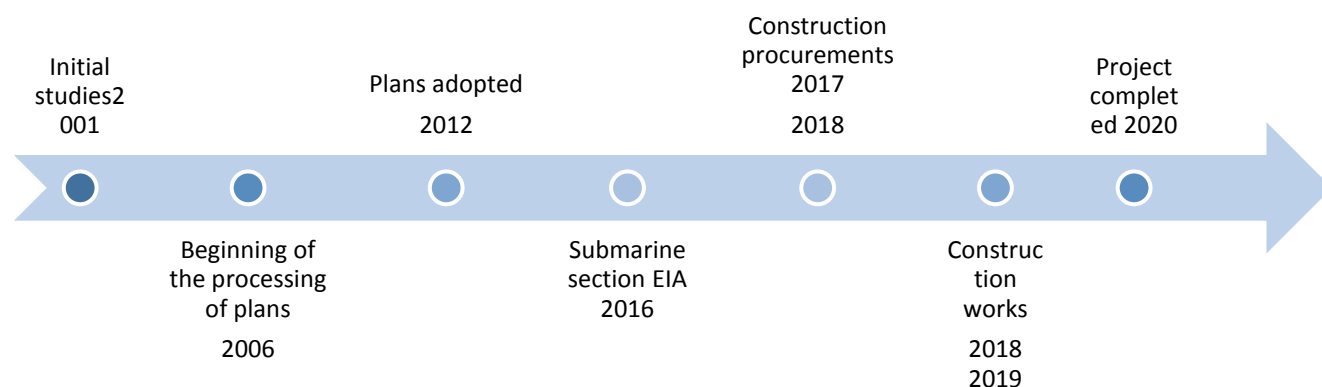 Initial
studies2
001
Beginning of
the processing
of plans
2006
Plans adopted
2012
Submarine
section EIA
2016
Construction
procurements
2017
2018
Construc
tion
works
2018
2019
Project
complet
ed 2020